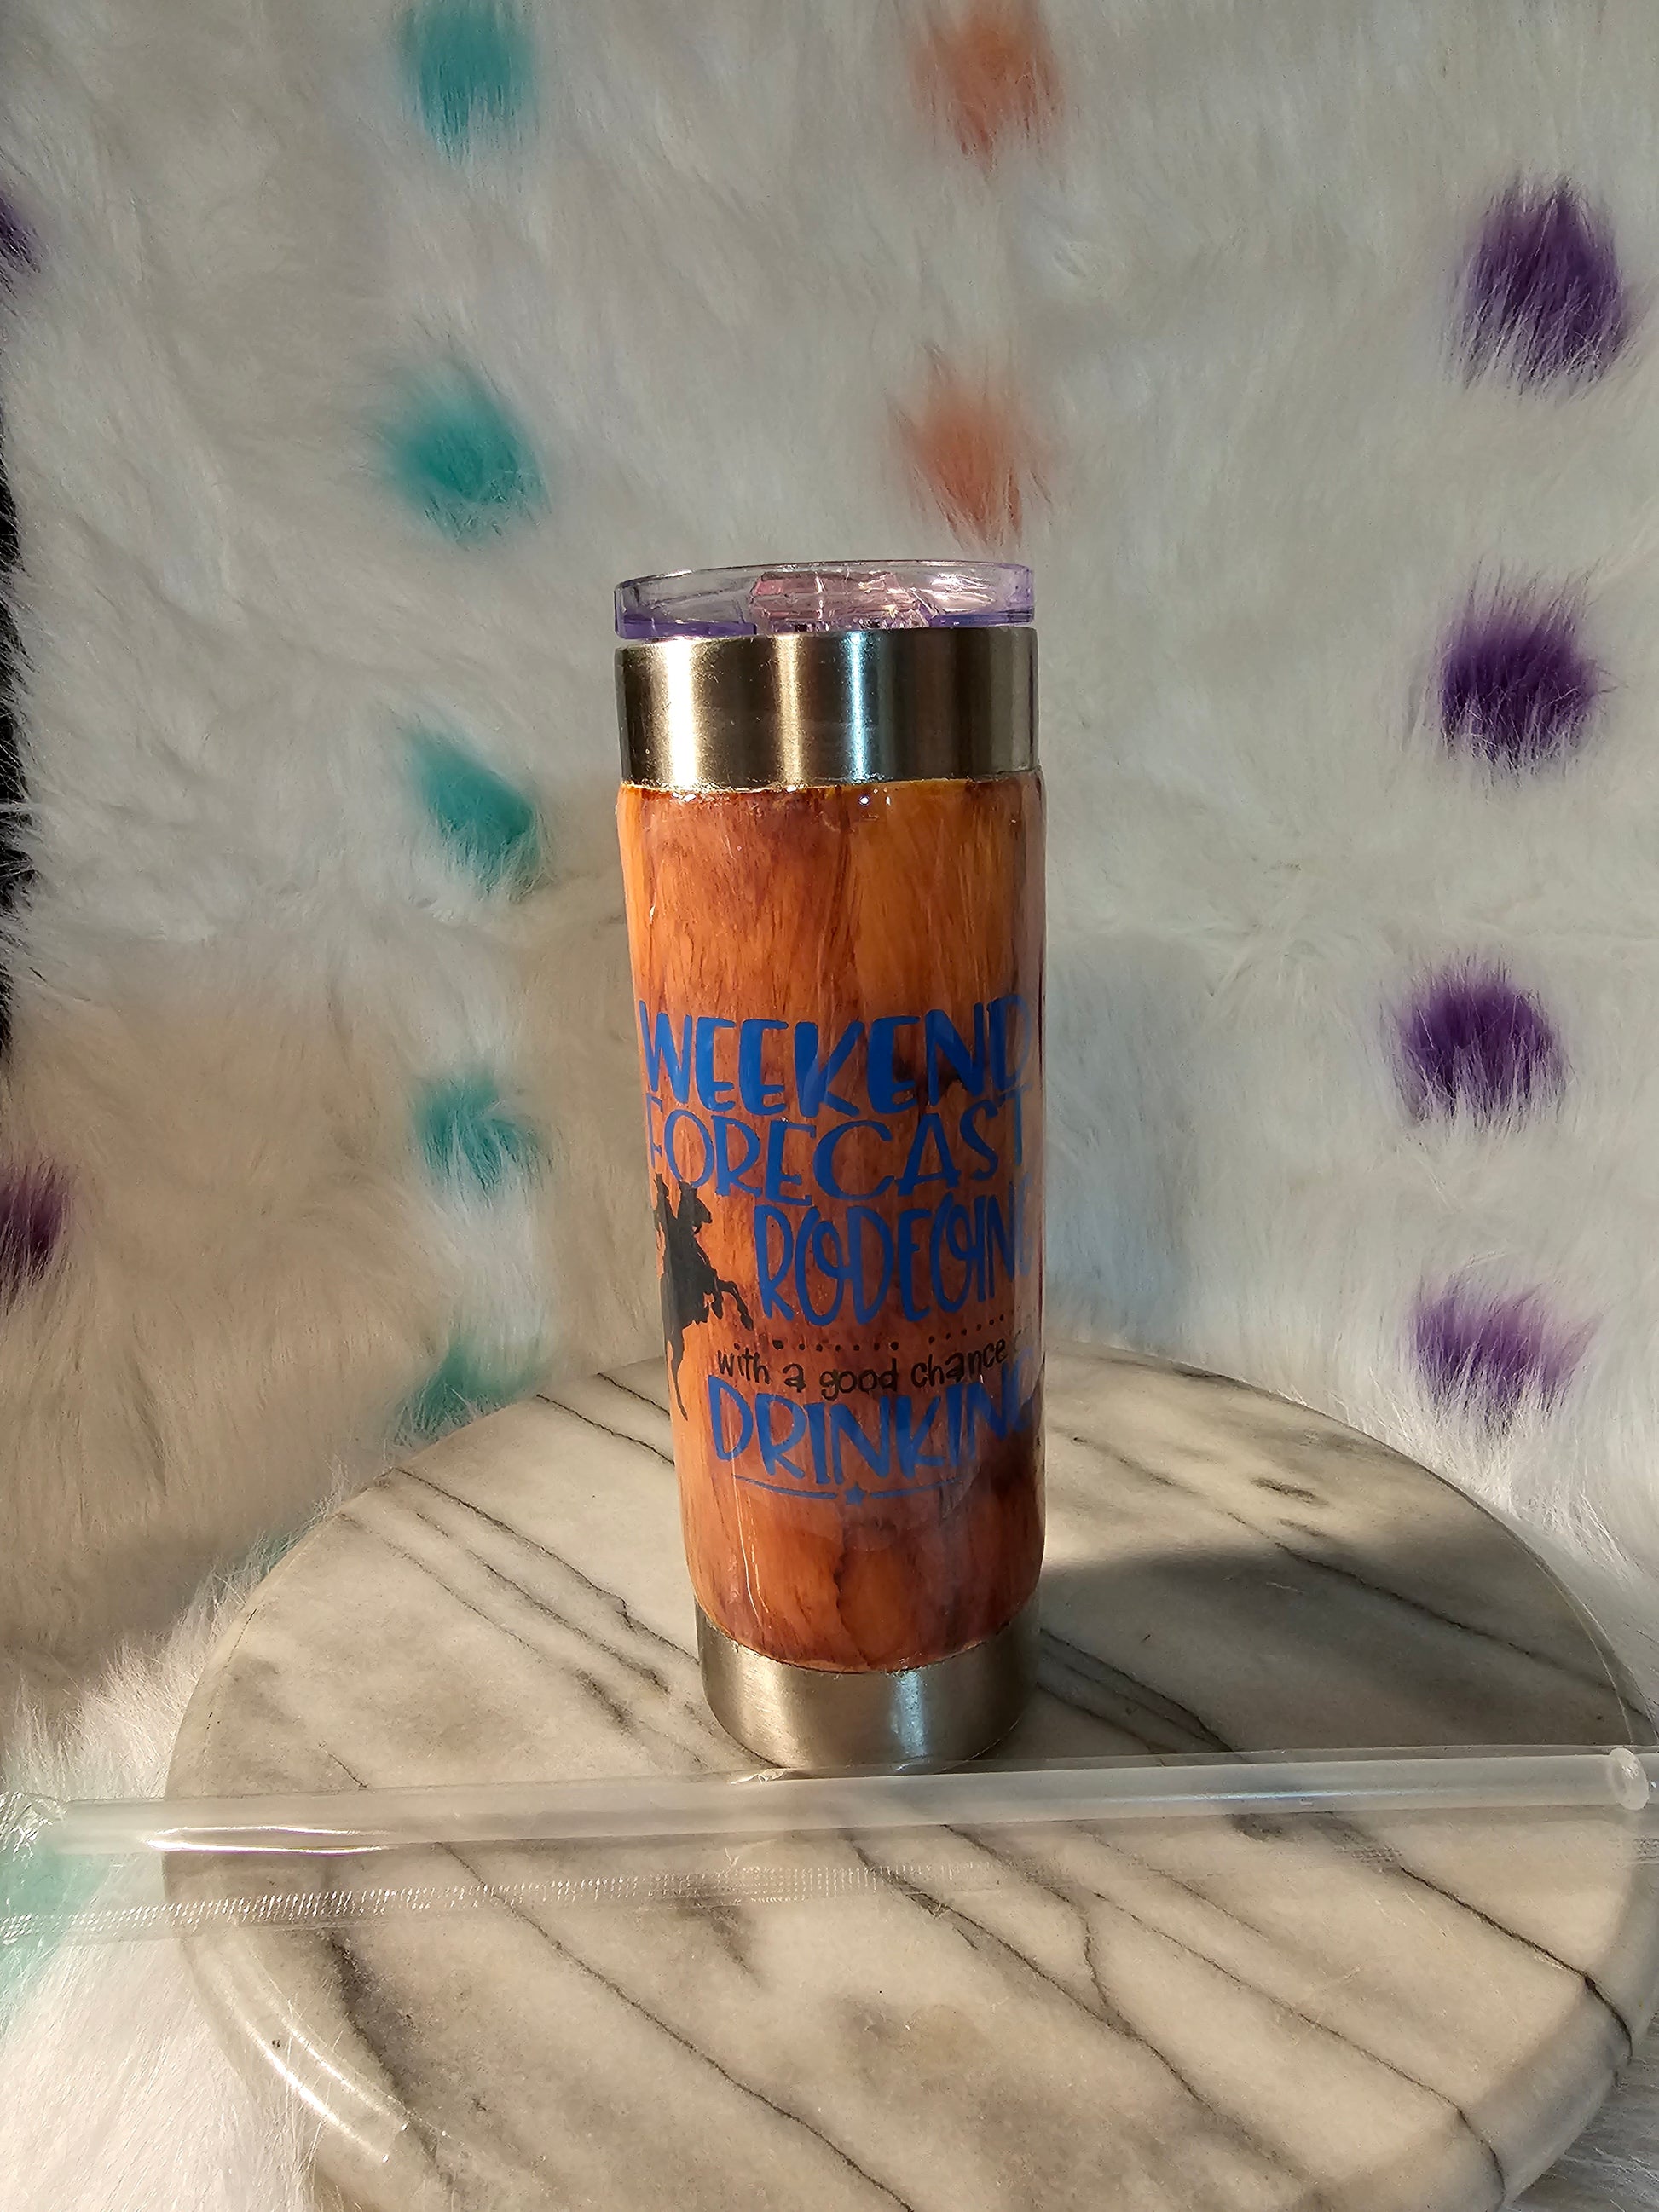 WEEKEND
FORECAST
RODEOIN
with a good chance
DRINKIN